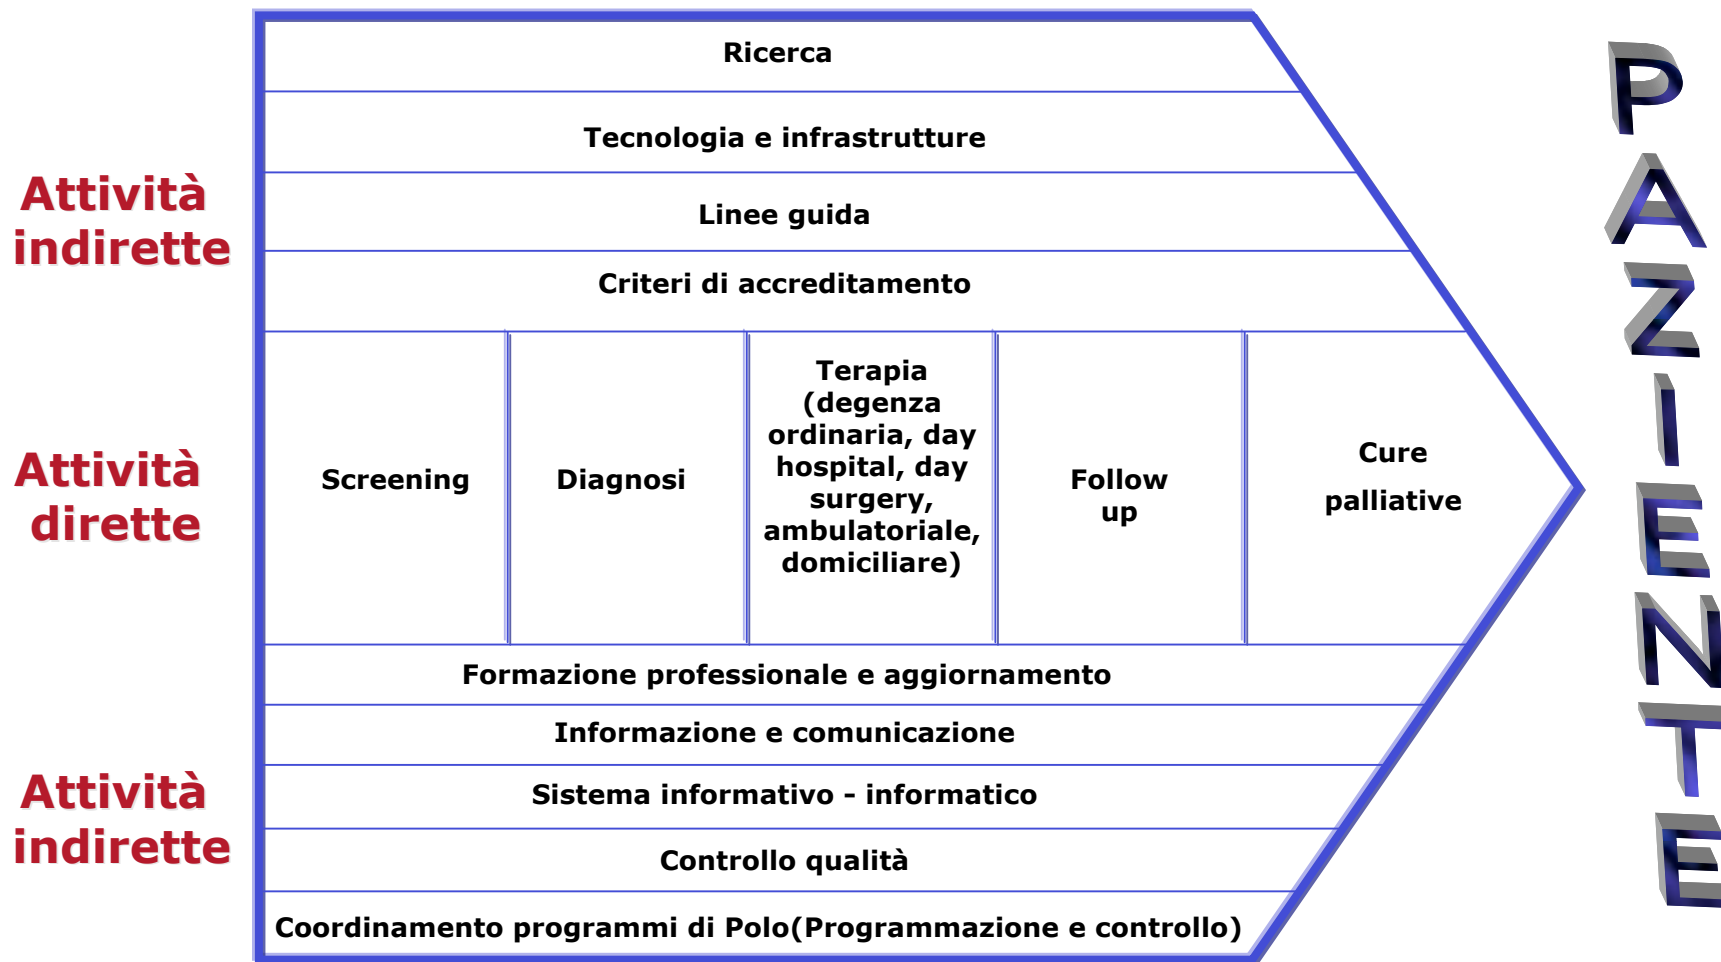 Ricerca
Tecnologia e infrastrutture
Attività
indirette
Linee guida
Criteri di accreditamento
Attività
dirette
Screening
Diagnosi
Terapia
(degenza
ordinaria, day
hospital, day
surgery,
ambulatoriale,
domiciliare)
Follow
up
Cure
palliative
Formazione professionale e aggiornamento
Informazione e comunicazione
Attività
indirette
Sistema informativo - informatico
Controllo qualità
Coordinamento programmi di Polo(Programmazione e controllo)
PAZIENTE